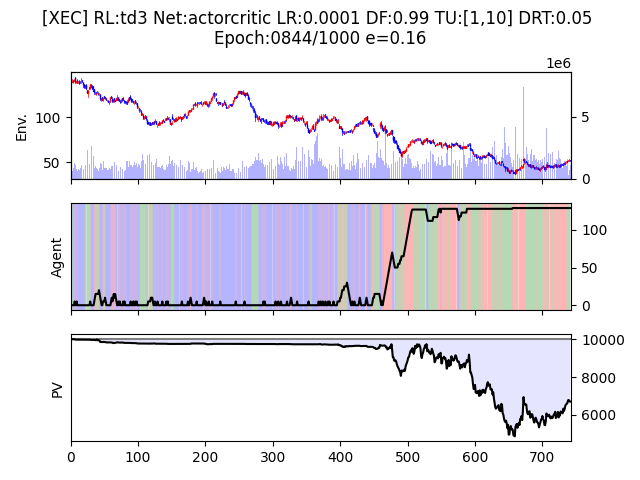 [XEC] RL:td3 Net:actorcritic LR:0.0001 DF:0.99 TU:[1,10] DRT:0.05
Epoch:0844/1000 e=0.16
1e6
Env.
100
50
5
0
Agent
100
50
0
PV
10000
8000
6000
0 100 200 300 400 500 600 700